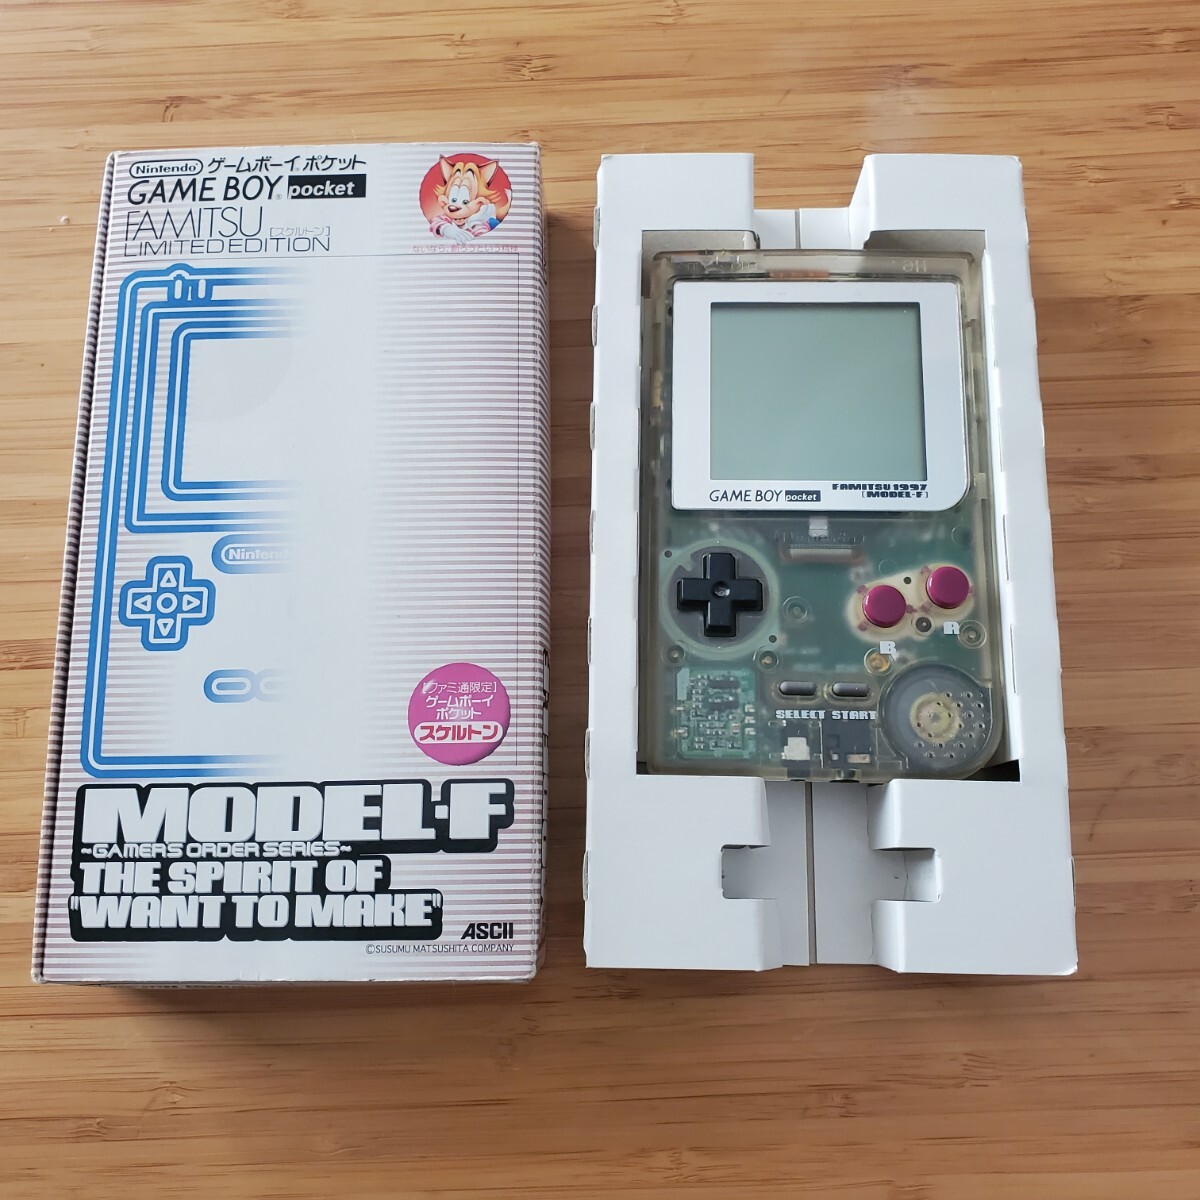 Nintendo ゲームボーイ ポケット
GAME BOY pocket
FAMITSU [スケルトン]
LIMITED EDITION
Nintendo
[ファミ通限定]
ゲームボーイ
ポケット
スケルトン
MODEL-F
~GAMERS ORDER SERIES~
THE SPIRIT OF
"WANT TO MAKE"
ASCII
©SUSUMU MATSUSHITA COMPANY
GAME BOY pocket
FAMITSU 1997
[MODEL-F]
B
A
SELECT START